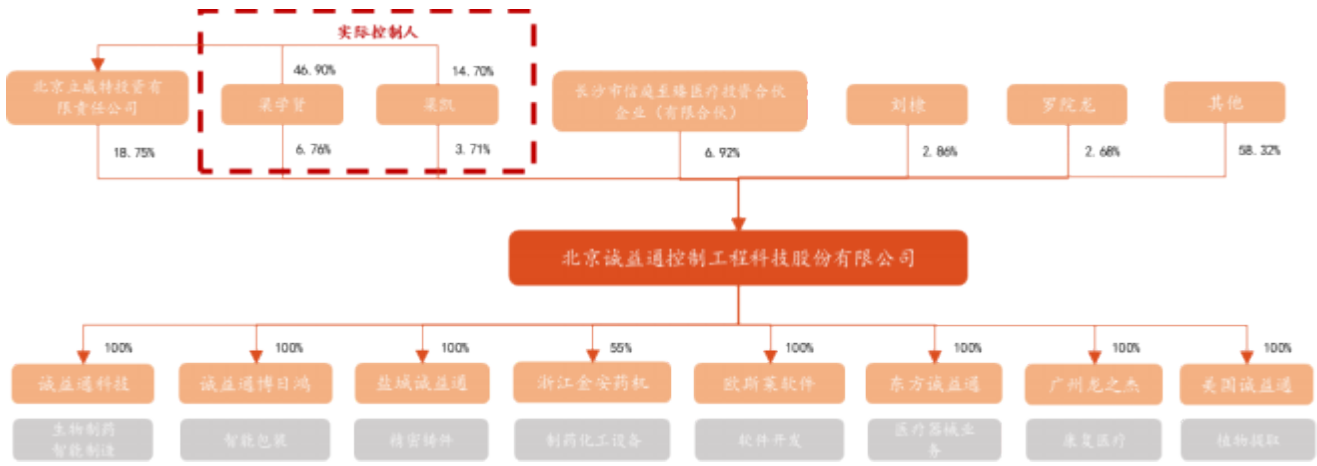 实际控制人
46.90%
14.70%
北京立威特投资有
限责任公司
梁学贤
梁凯
长沙市信庭至臻医疗投资合伙
企业（有限合伙）
刘棣
罗院龙
其他
18.75%
6.76%
3.71%
6.92%
2.86%
2.68%
58.32%
北京诚益通控制工程科技股份有限公司
100%
100%
100%
55%
100%
100%
100%
100%
诚益通科技
诚益通博日鸿
盐城诚益通
浙江金安药机
欧斯莱软件
东方诚益通
广州龙之杰
美国诚益通
生物制药
智能制造
智能包装
精密铸件
制药化工设备
软件开发
医疗器械业
务
康复医疗
植物提取